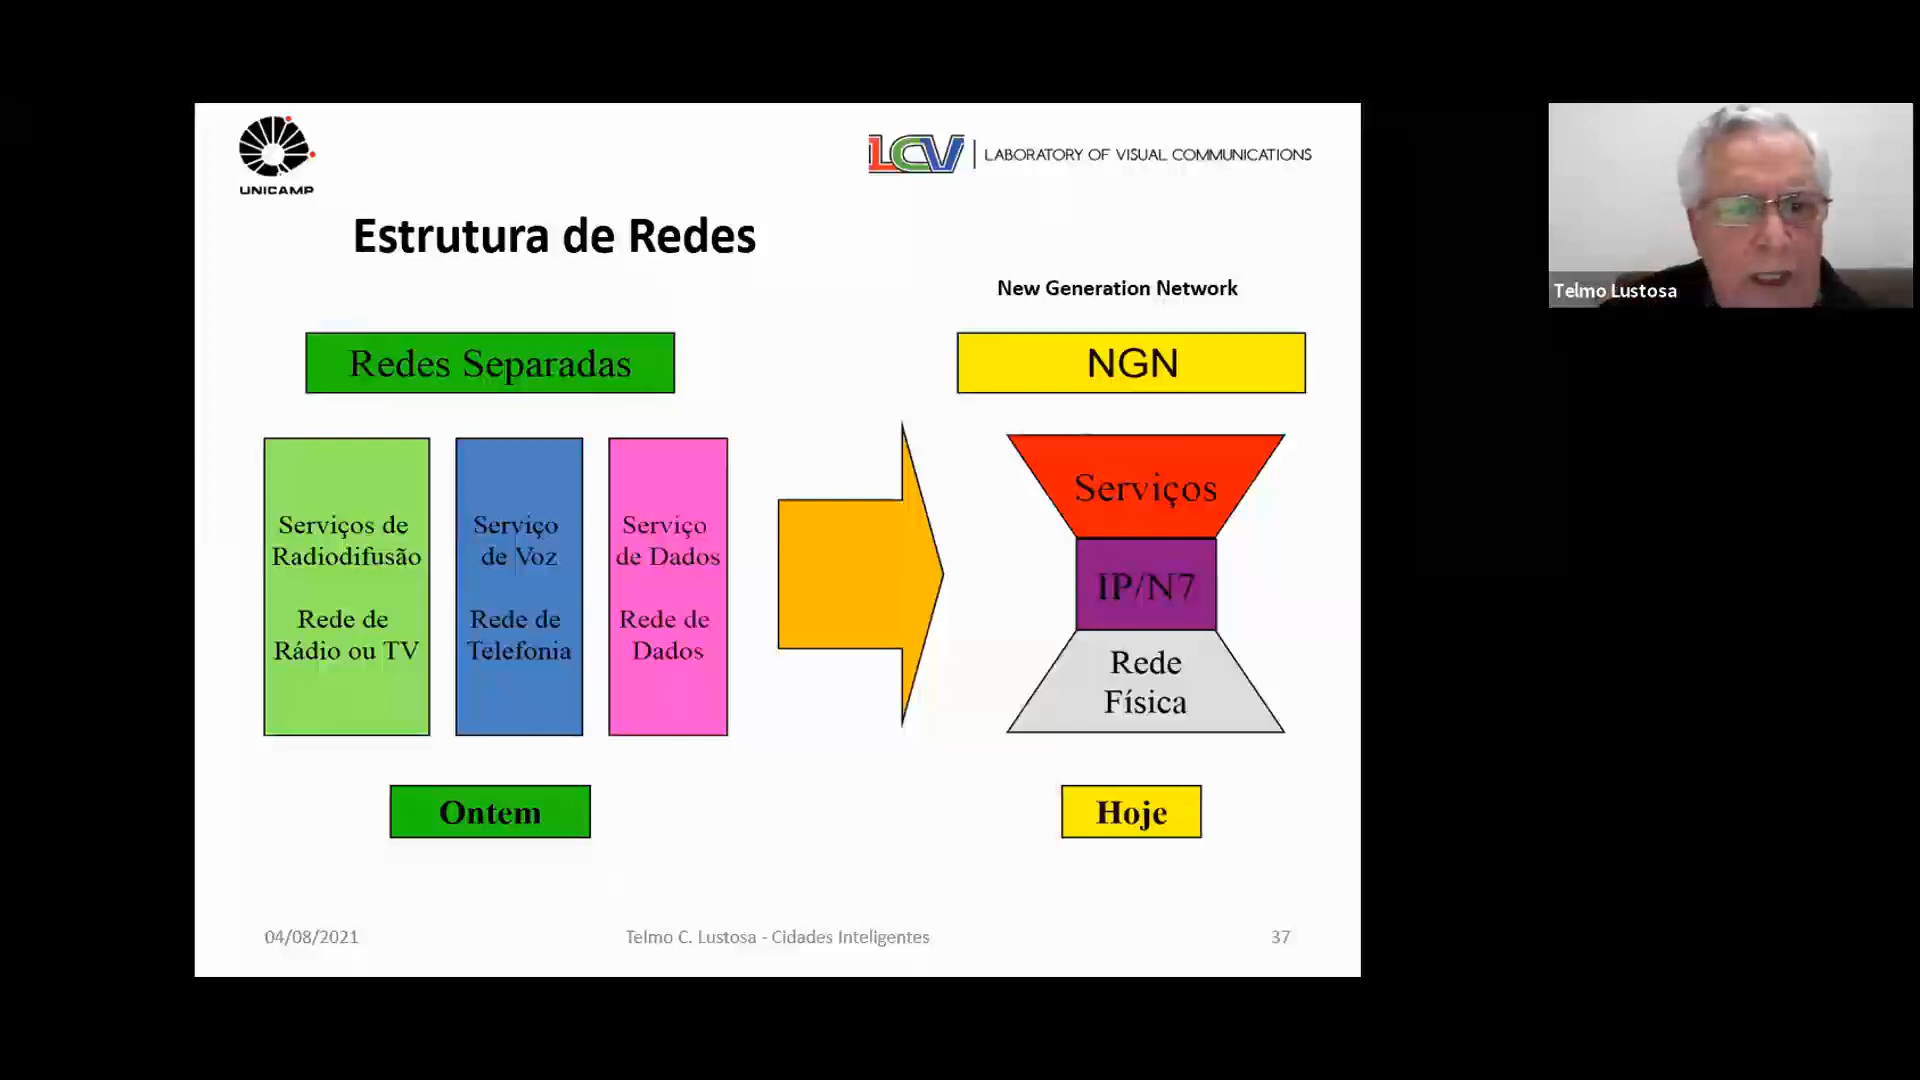 UNICAMP
LCV | LABORATORY OF VISUAL COMMUNICATIONS
Estrutura de Redes
New Generation Network
Redes Separadas
NGN
Serviços de
Radiodifusão
Rede de
Rádio ou TV
Serviço
de Voz
Rede de
Telefonia
Serviço
de Dados
Rede de
Dados
Serviços
IP/N7
Rede
Física
Ontem
Hoje
04/08/2021
Telmo C. Lustosa - Cidades Inteligentes
37
Telmo Lustosa